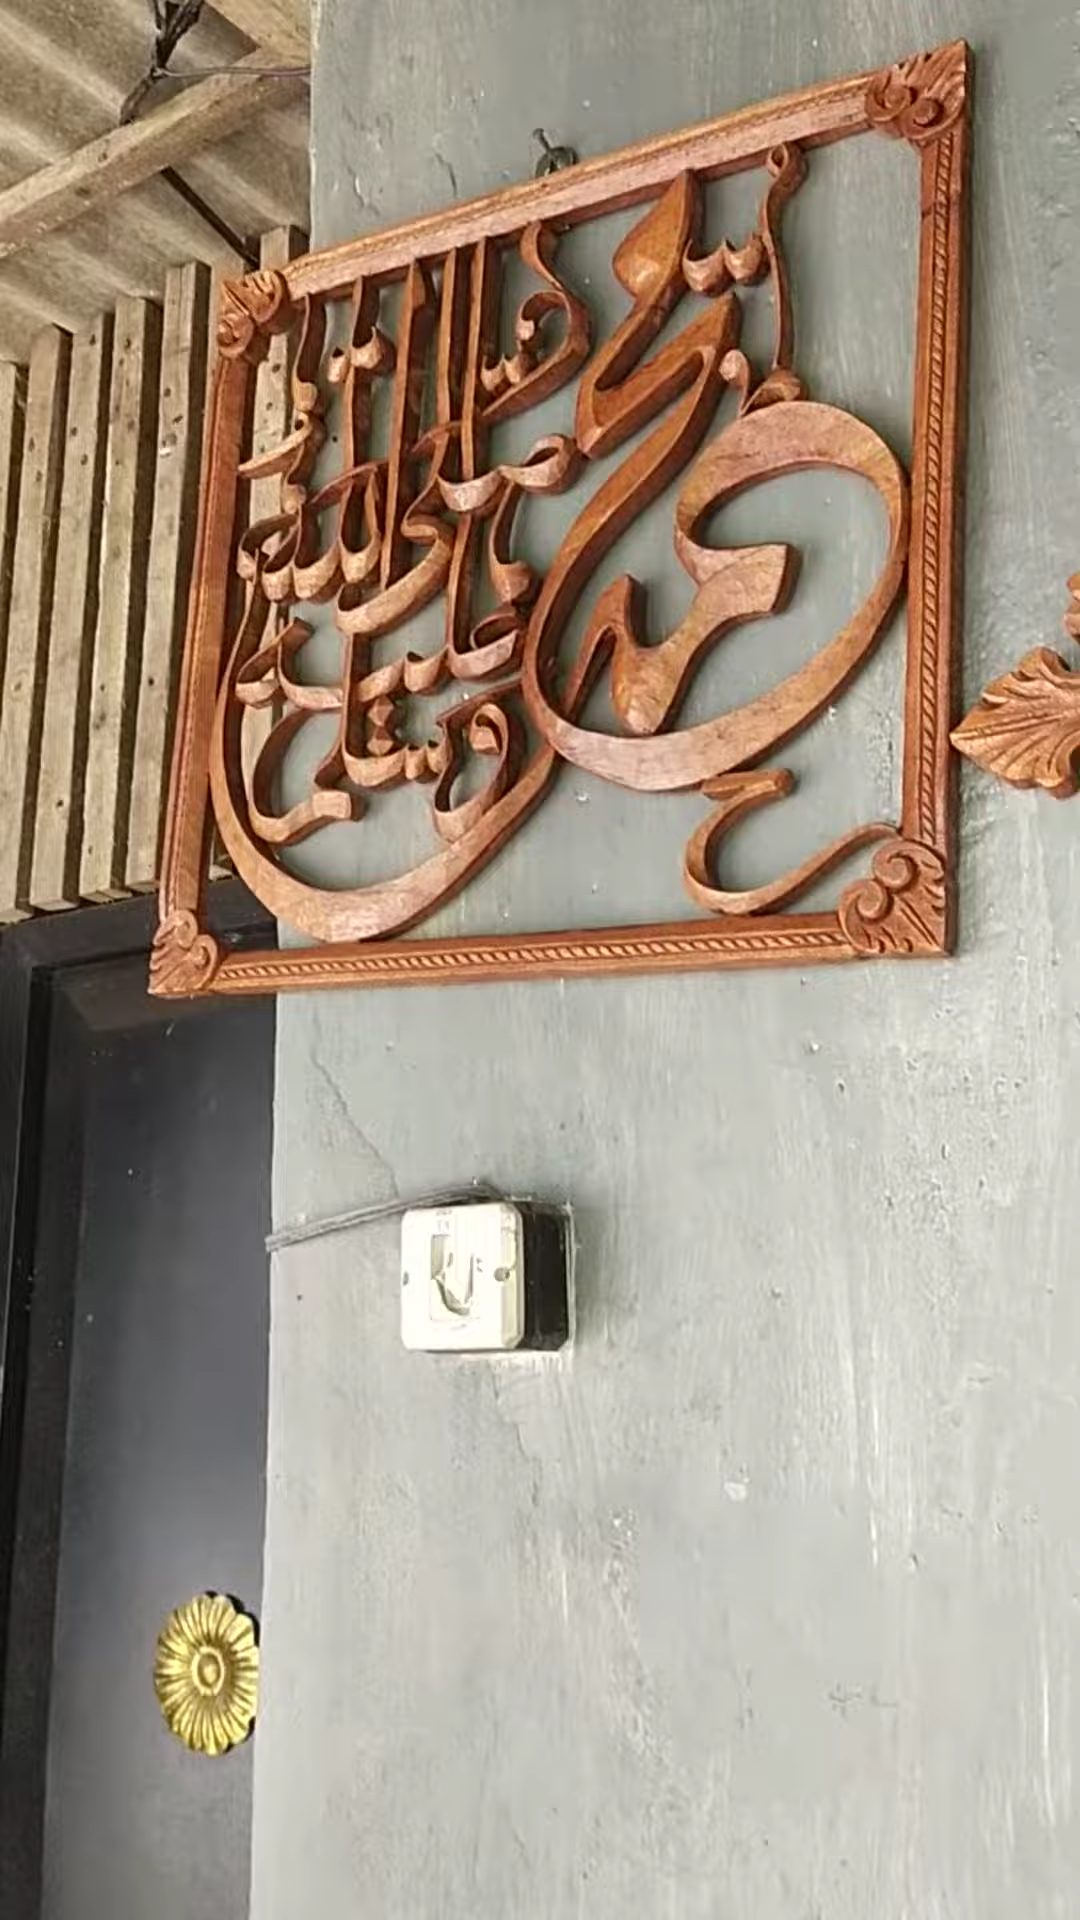 محمد
صلى الله
عليه
وسلم